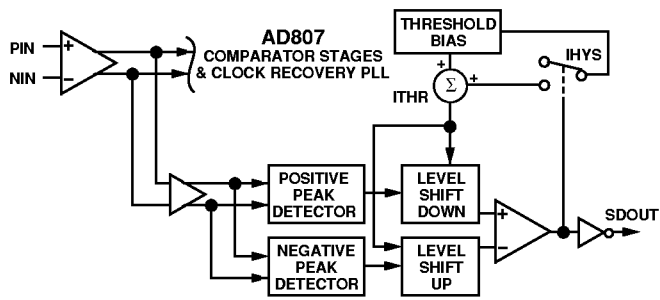 PIN
NIN
+
−
AD807
COMPARATOR STAGES
& CLOCK RECOVERY PLL
THRESHOLD
BIAS
+
+
Σ
ITHR
IHYS
POSITIVE
PEAK
DETECTOR
LEVEL
SHIFT
DOWN
NEGATIVE
PEAK
DETECTOR
LEVEL
SHIFT
UP
+
−
SDOUT